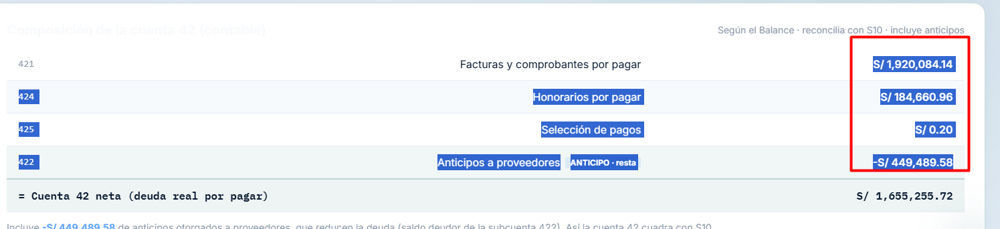 Composición de la cuenta 42 (contable)
Según el Balance · reconcilia con S10 · incluye anticipos
421 Facturas y comprobantes por pagar S/ 1,920,084.14
424 Honorarios por pagar S/ 184,660.96
425 Selección de pagos S/ 0.20
422 Anticipos a proveedores ANTICIPO · resta -S/ 449,489.58
= Cuenta 42 neta (deuda real por pagar) S/ 1,655,255.72
Incluye -S/ 449,489.58 de anticipos otorgados a proveedores, que reducen la deuda (saldo deudor de la subcuenta 422). Así la cuenta 42 cuadra con S10.